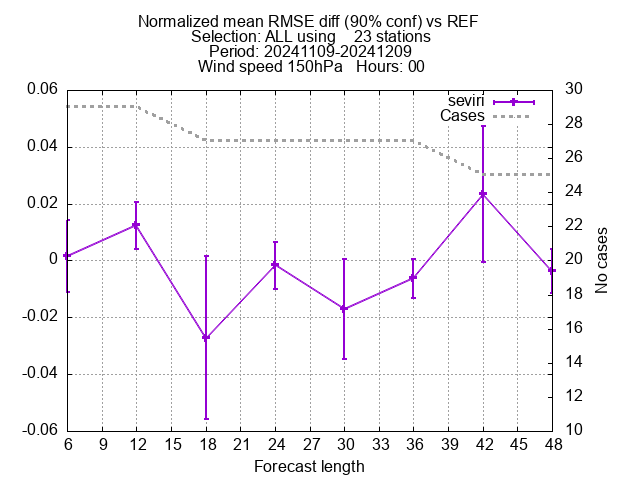 Normalized mean RMSE diff (90% conf) vs REF
Selection: ALL using    23 stations
Period: 20241109-20241209
Wind speed 150hPa   Hours: 00
seviri
Cases
0.06
0.04
0.02
0
-0.02
-0.04
-0.06
30
28
26
24
22
20
18
16
14
12
10
No cases
6 9 12 15 18 21 24 27 30 33 36 39 42 45 48
Forecast length